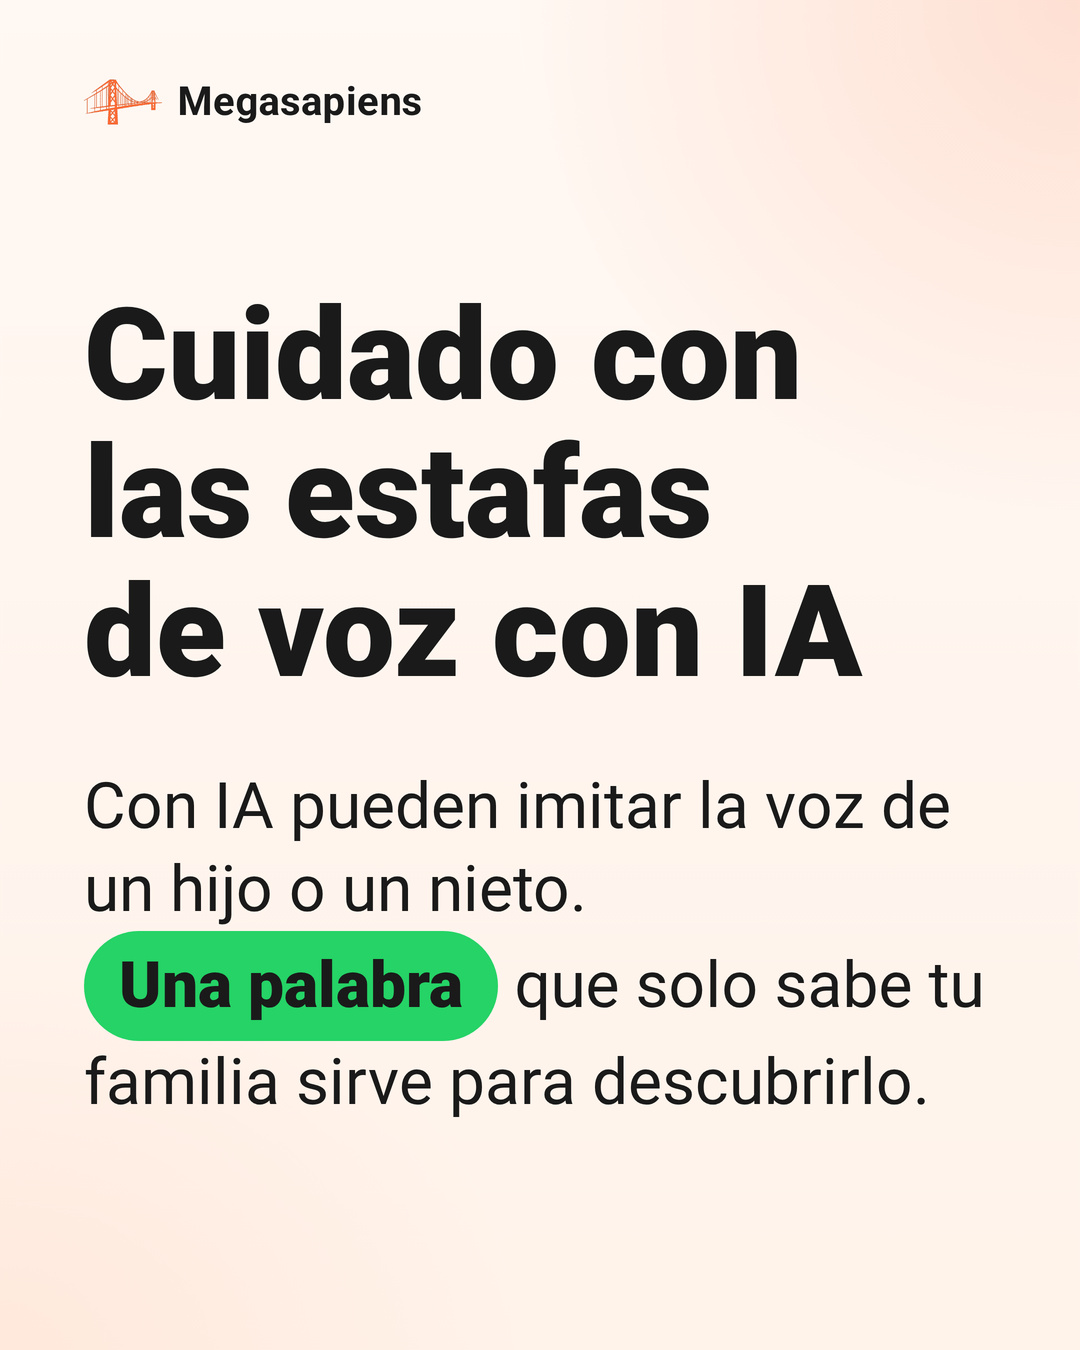 Megasapiens
Cuidado con
las estafas
de voz con IA
Con IA pueden imitar la voz de
un hijo o un nieto.
Una palabra que solo sabe tu
familia sirve para descubrirlo.